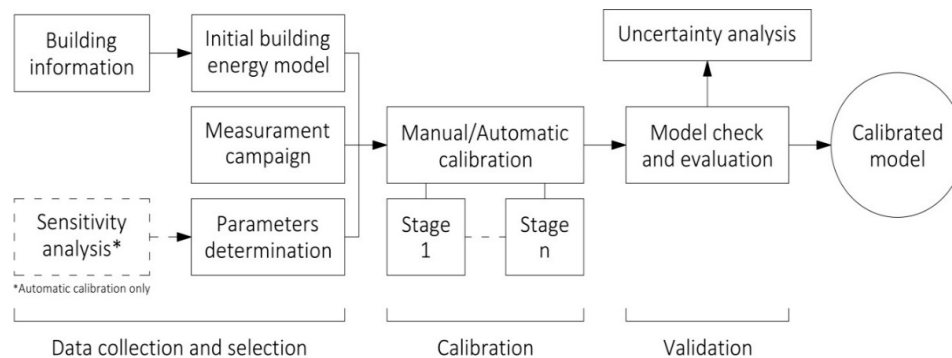 Building
information
Initial building
energy model
Measurament
campaign
Sensitivity
analysis*
*Automatic calibration only
Parameters
determination
Manual/Automatic
calibration
Stage
1
Stage
n
Uncertainty analysis
Model check
and evaluation
Calibrated
model
Data collection and selection
Calibration
Validation